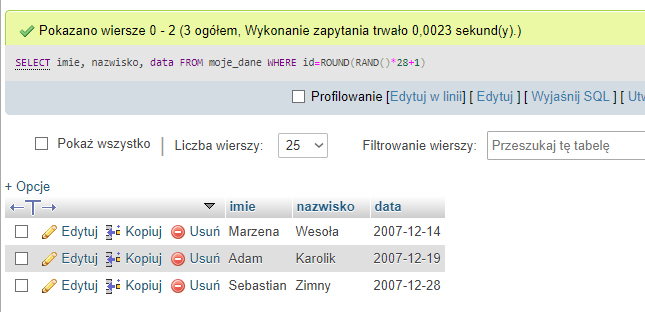 Pokazano wiersze 0 - 2 (3 ogółem, Wykonanie zapytania trwało 0,0023 sekund(y).)
SELECT imie, nazwisko, data FROM moje_dane WHERE id=ROUND(RAND()*28+1)
Profilowanie [Edytuj w linii] [ Edytuj ] [ Wyjaśnij SQL ] [ Utw
Pokaż wszystko | Liczba wierszy: 25 Filtrowanie wierszy: Przeszukaj tę tabelę
+ Opcje
←T→ imie nazwisko data
Edytuj Kopiuj Usuń Marzena Wesoła 2007-12-14
Edytuj Kopiuj Usuń Adam Karolik 2007-12-19
Edytuj Kopiuj Usuń Sebastian Zimny 2007-12-28